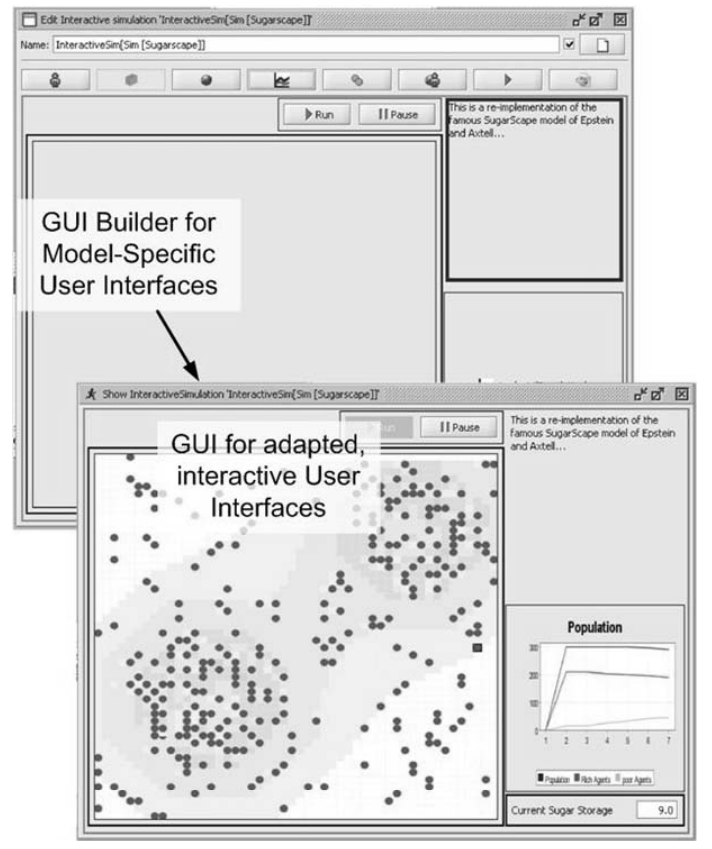 Edit Interactive simulation 'InteractiveSim[Sim [Sugarscape]]'
Name: InteractiveSim[Sim [Sugarscape]]
Run
Pause
This is a re-implementation of the
famous SugarScape model of Epstein
and Axtell...
GUI Builder for
Model-Specific
User Interfaces
Show InteractiveSimulation 'InteractiveSim[Sim [Sugarscape]]'
Pause
This is a re-implementation of the
famous SugarScape model of Epstein
and Axtell...
GUI for adapted,
interactive User
Interfaces
Population
300
200
100
0
1 2 3 4 5 6 7
Population Rich Agents poor Agents
Current Sugar Storage 9.0